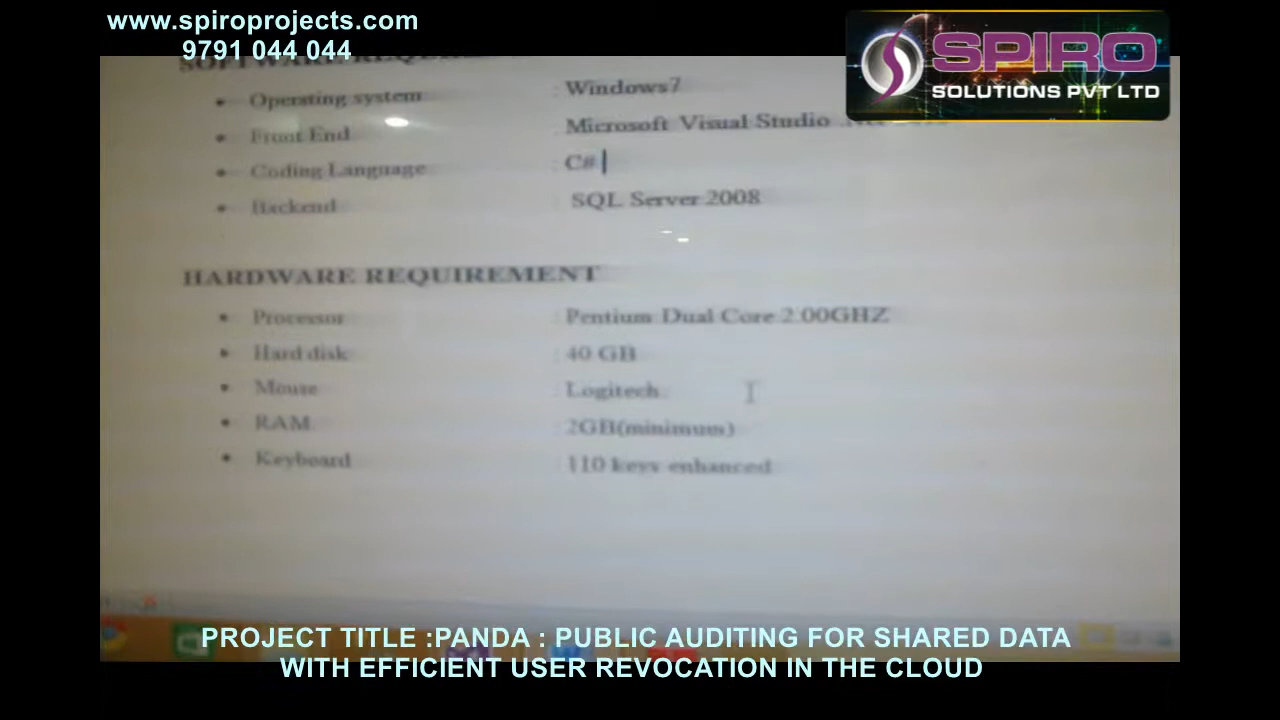 www.spiroprojects.com
9791 044 044
SPIRO
SOLUTIONS PVT LTD
Operating system : Windows7
Front End : Microsoft Visual Studio
Coding Language : C#
Backend SQL Server 2008
HARDWARE REQUIREMENT
Processor : Pentium Dual Core 2.00GHZ
Hard disk : 40 GB
Mouse : Logitech
RAM : 2GB(minimum)
Keyboard : 110 keys enhanced
PROJECT TITLE :PANDA : PUBLIC AUDITING FOR SHARED DATA
WITH EFFICIENT USER REVOCATION IN THE CLOUD